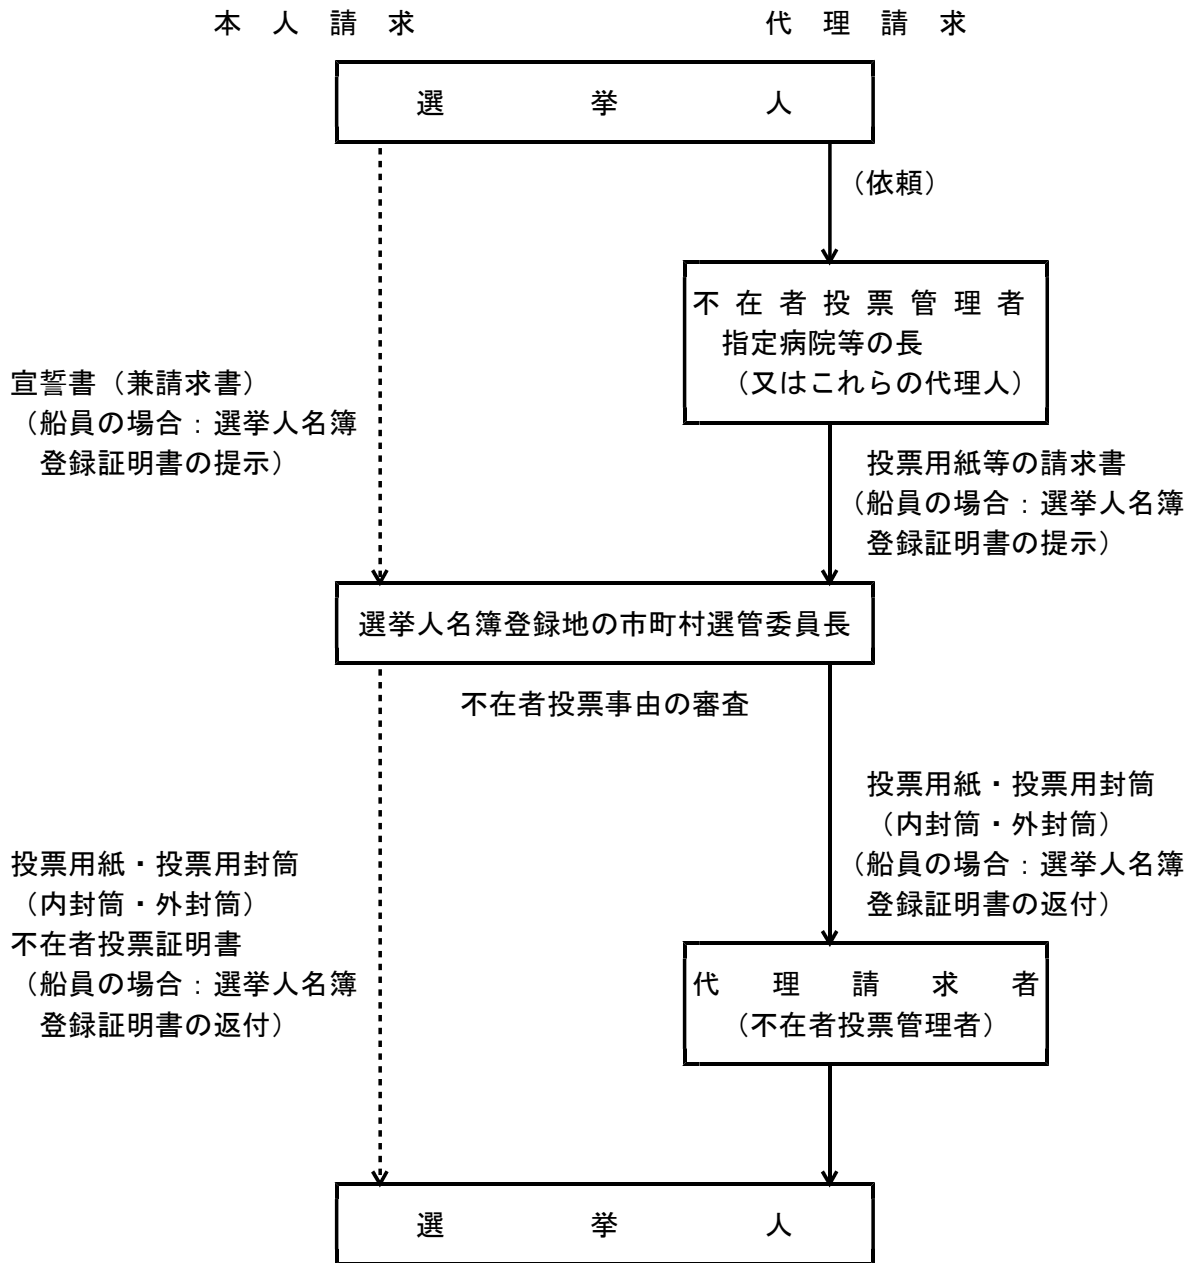 本人請求
代理請求
選挙人
（依頼）
不在者投票管理者
指定病院等の長
（又はこれらの代理人）
宣誓書（兼請求書）
（船員の場合：選挙人名簿
登録証明書の提示）
投票用紙等の請求書
（船員の場合：選挙人名簿
登録証明書の提示）
選挙人名簿登録地の市町村選管委員長
不在者投票事由の審査
投票用紙・投票用封筒
（内封筒・外封筒）
（船員の場合：選挙人名簿
登録証明書の返付）
投票用紙・投票用封筒
（内封筒・外封筒）
不在者投票証明書
（船員の場合：選挙人名簿
登録証明書の返付）
代理請求者
（不在者投票管理者）
選挙人